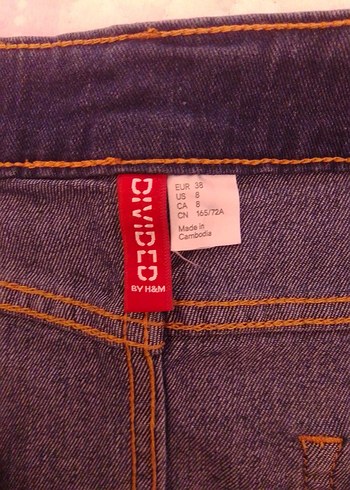 DIVIDED
BY H&M
EUR 38
US 8
CA 8
CN 165/72A
Made in
Cambodia